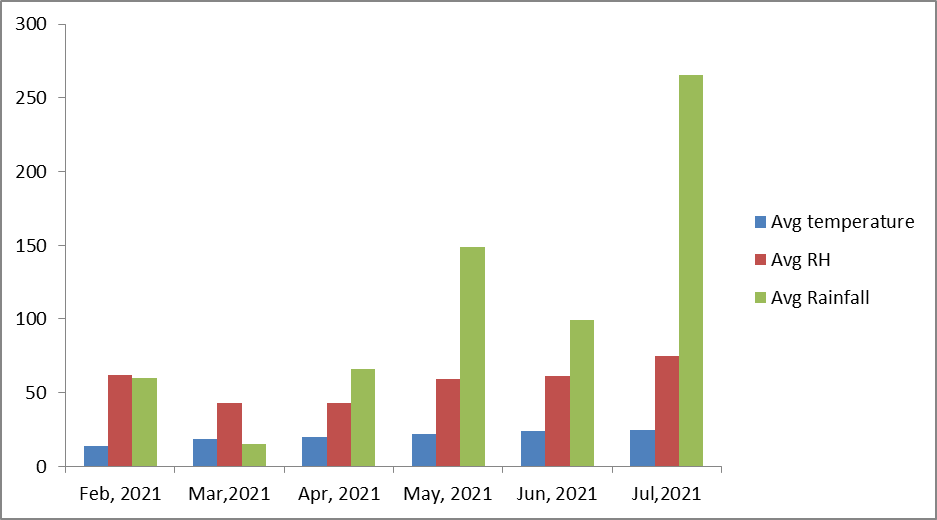 300
250
200
150
100
50
0
Feb, 2021 Mar,2021 Apr, 2021 May, 2021 Jun, 2021 Jul,2021
Avg temperature
Avg RH
Avg Rainfall